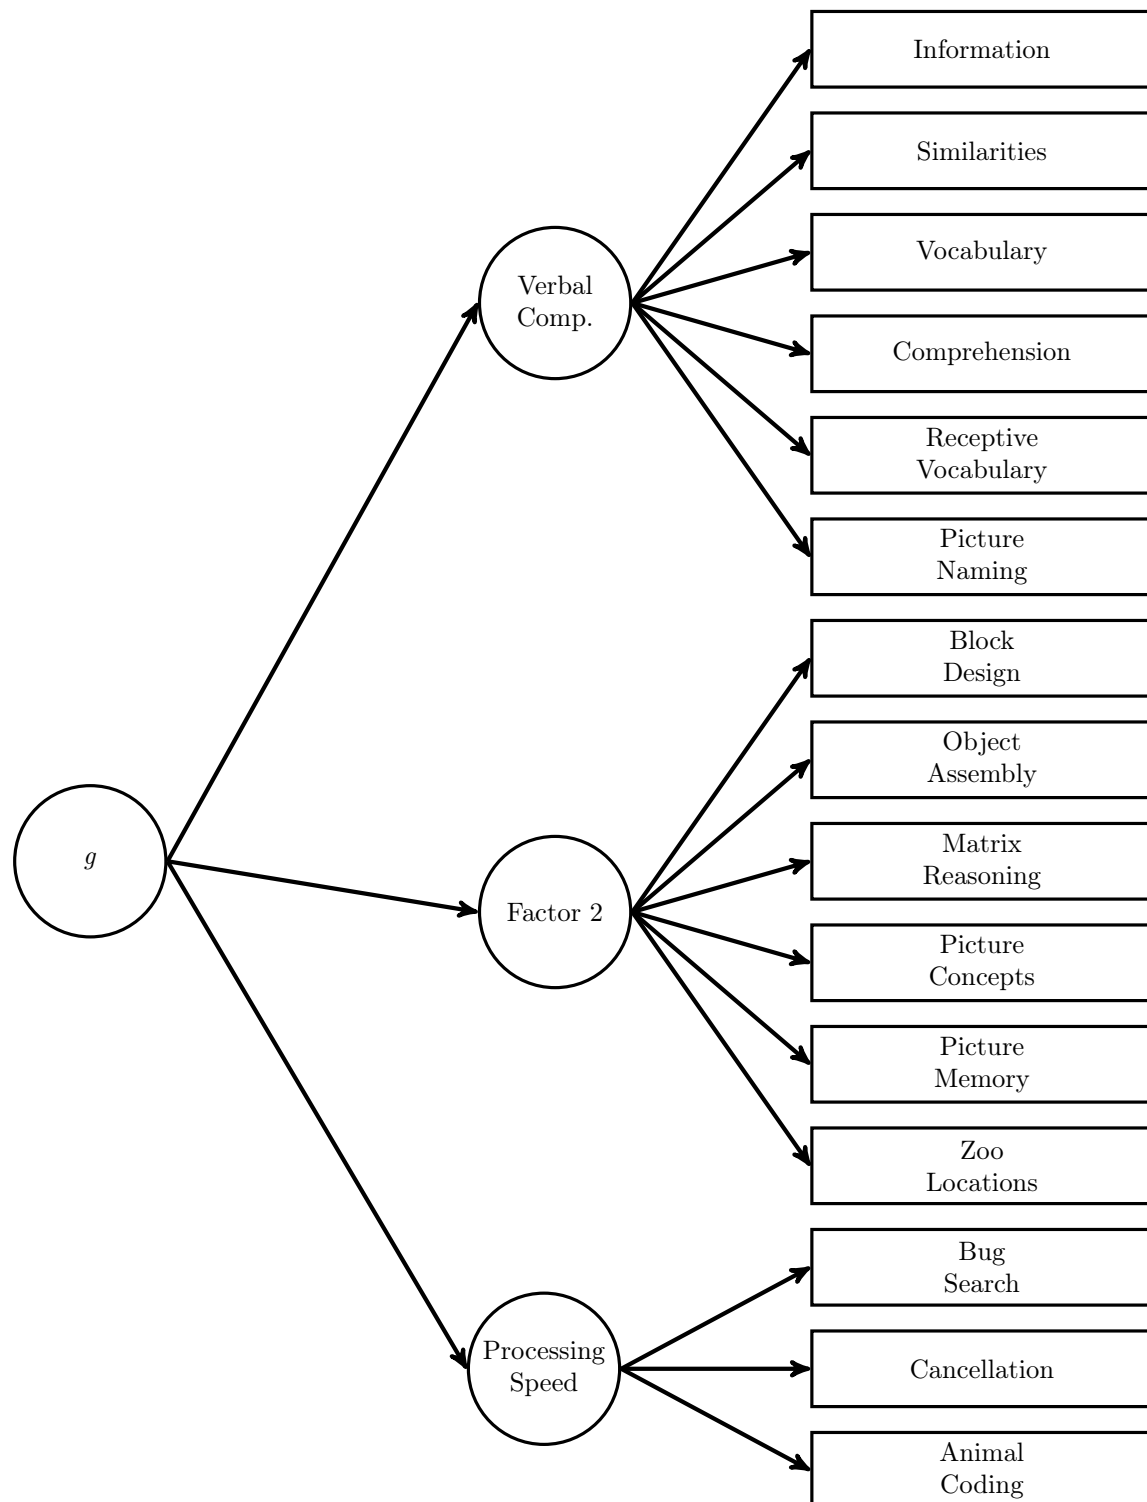 Information
Similarities
Vocabulary
Verbal
Comp.
Comprehension
Receptive
Vocabulary
Picture
Naming
Block
Design
Object
Assembly
g
Factor 2
Matrix
Reasoning
Picture
Concepts
Picture
Memory
Zoo
Locations
Bug
Search
Processing
Speed
Cancellation
Animal
Coding